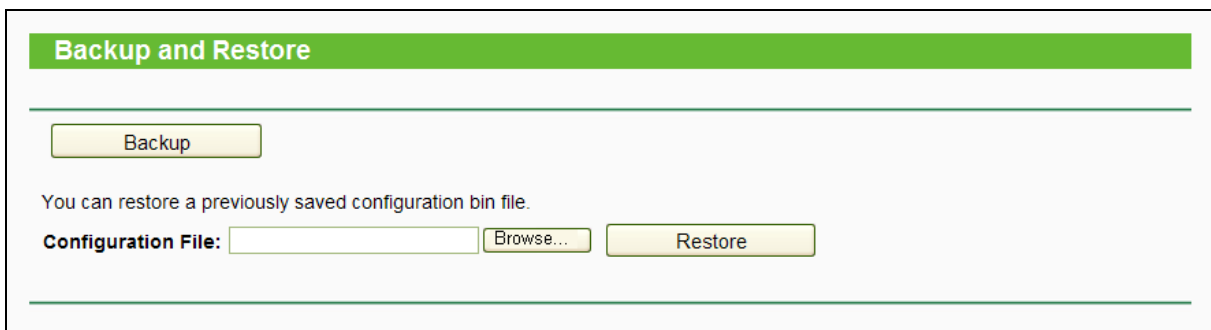 Backup and Restore
Backup
You can restore a previously saved configuration bin file.
Configuration File: Browse... Restore